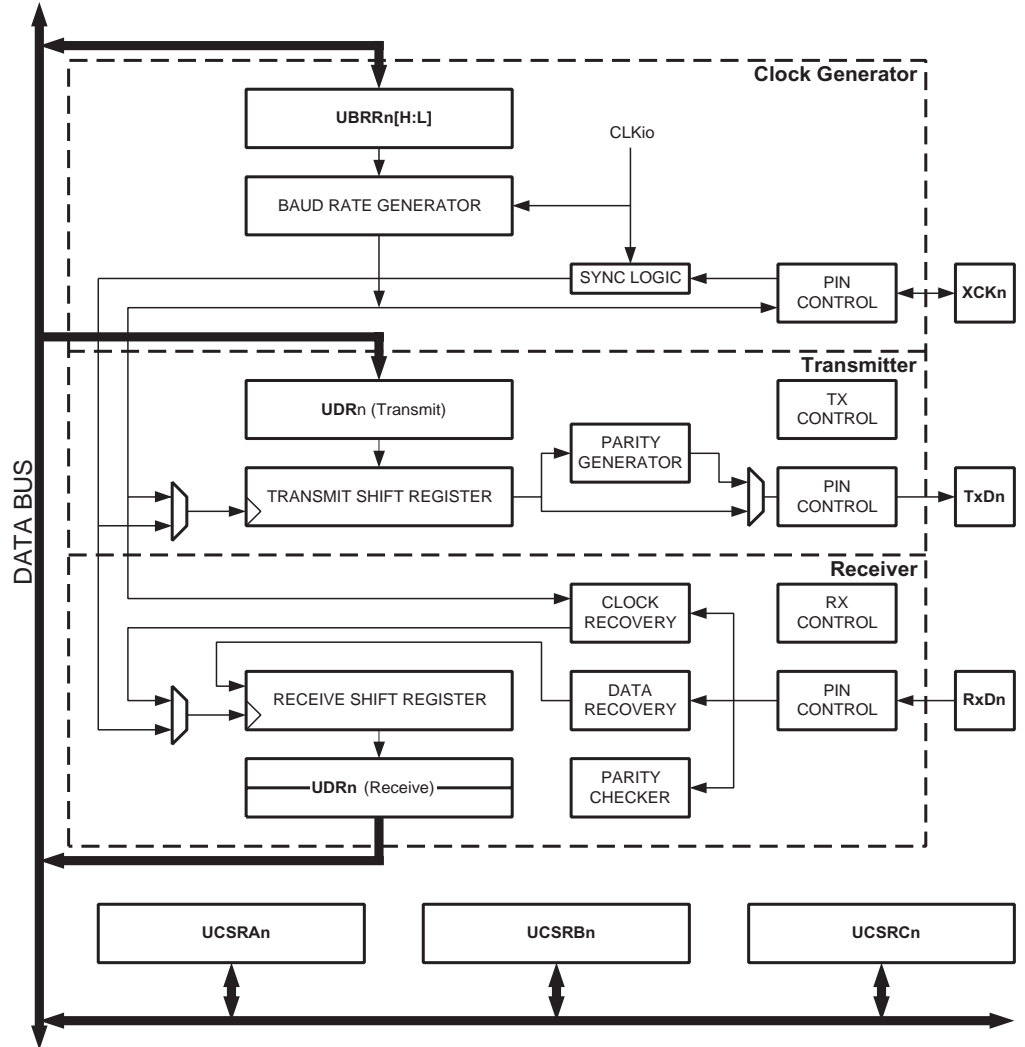 Clock Generator
UBRRn[H:L]
CLKio
BAUD RATE GENERATOR
SYNC LOGIC
PIN
CONTROL
XCKn
Transmitter
UDRn (Transmit)
TX
CONTROL
PARITY
GENERATOR
TRANSMIT SHIFT REGISTER
PIN
CONTROL
TxDn
DATA BUS
Receiver
CLOCK
RECOVERY
RX
CONTROL
RECEIVE SHIFT REGISTER
DATA
RECOVERY
PIN
CONTROL
RxDn
UDRn (Receive)
PARITY
CHECKER
UCSRAn
UCSRBn
UCSRCn